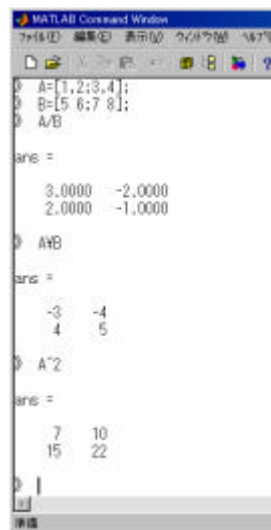 MATLAB Command Window
ファイル(F) 編集(E) 表示(V) ウィンドウ(W) ヘルプ
» A=[1,2;3,4];
» B=[5 6;7 8];
» A/B
ans =
3.0000 -2.0000
2.0000 -1.0000
» A¥B
ans =
-3 -4
4 5
» A^2
ans =
7 10
15 22
»
準備